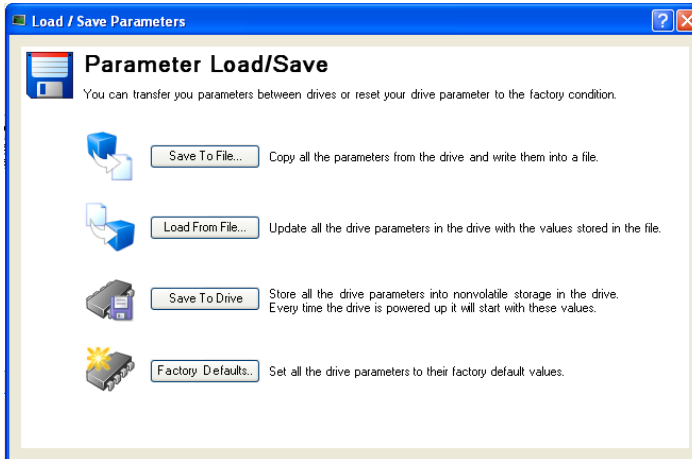 Load / Save Parameters
Parameter Load/Save
You can transfer you parameters between drives or reset your drive parameter to the factory condition.
Save To File...
Copy all the parameters from the drive and write them into a file.
Load From File...
Update all the drive parameters in the drive with the values stored in the file.
Save To Drive
Store all the drive parameters into nonvolatile storage in the drive.
Every time the drive is powered up it will start with these values.
Factory Defaults..
Set all the drive parameters to their factory default values.